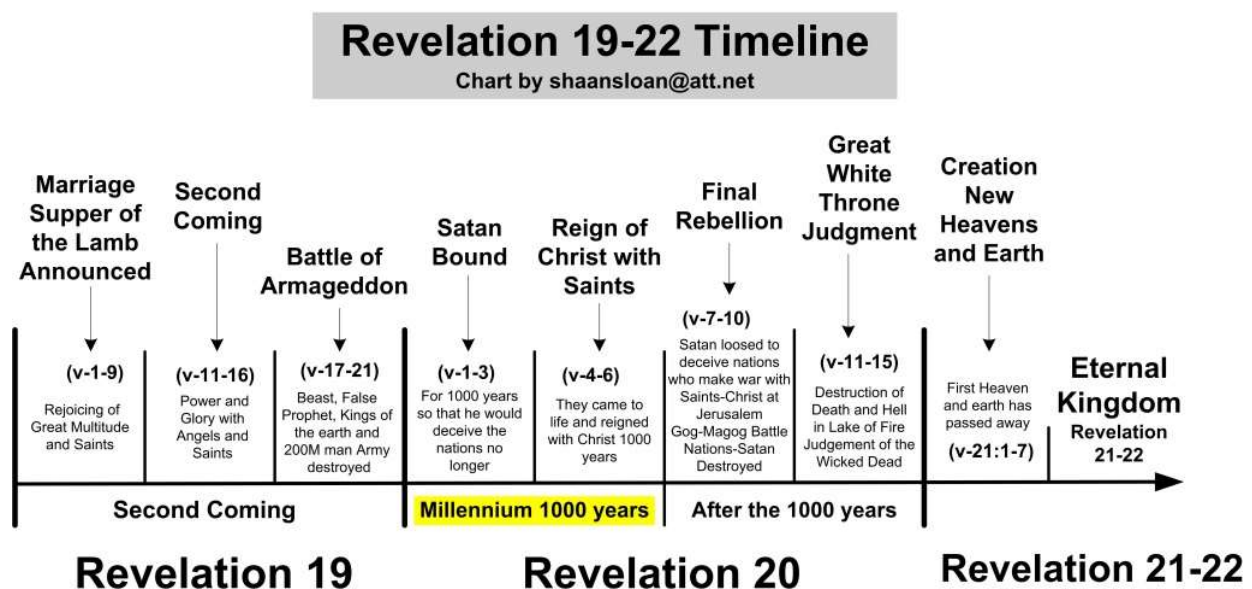 Revelation 19-22 Timeline
Chart by shaansloan@att.net
Marriage
Supper of
the Lamb
Announced
(v-1-9)
Rejoicing of
Great Multitude
and Saints
Second
Coming
(v-11-16)
Power and
Glory with
Angels and
Saints
Battle of
Armageddon
(v-17-21)
Beast, False
Prophet, Kings of
the earth and
200M man Army
destroyed
Satan
Bound
(v-1-3)
For 1000 years
so that he would
deceive the
nations no
longer
Reign of
Christ with
Saints
(v-4-6)
They came to
life and reigned
with Christ 1000
years
Final
Rebellion
(v-7-10)
Satan loosed to
deceive nations
who make war with
Saints-Christ at
Jerusalem
Gog-Magog Battle
Nations-Satan
Destroyed
Great
White
Throne
Judgment
(v-11-15)
Destruction of
Death and Hell
in Lake of Fire
Judgement of the
Wicked Dead
Creation
New
Heavens
and Earth
First Heaven
and earth has
passed away
(v-21:1-7)
Eternal
Kingdom
Revelation
21-22
Second Coming
Millennium 1000 years
After the 1000 years
Revelation 19
Revelation 20
Revelation 21-22